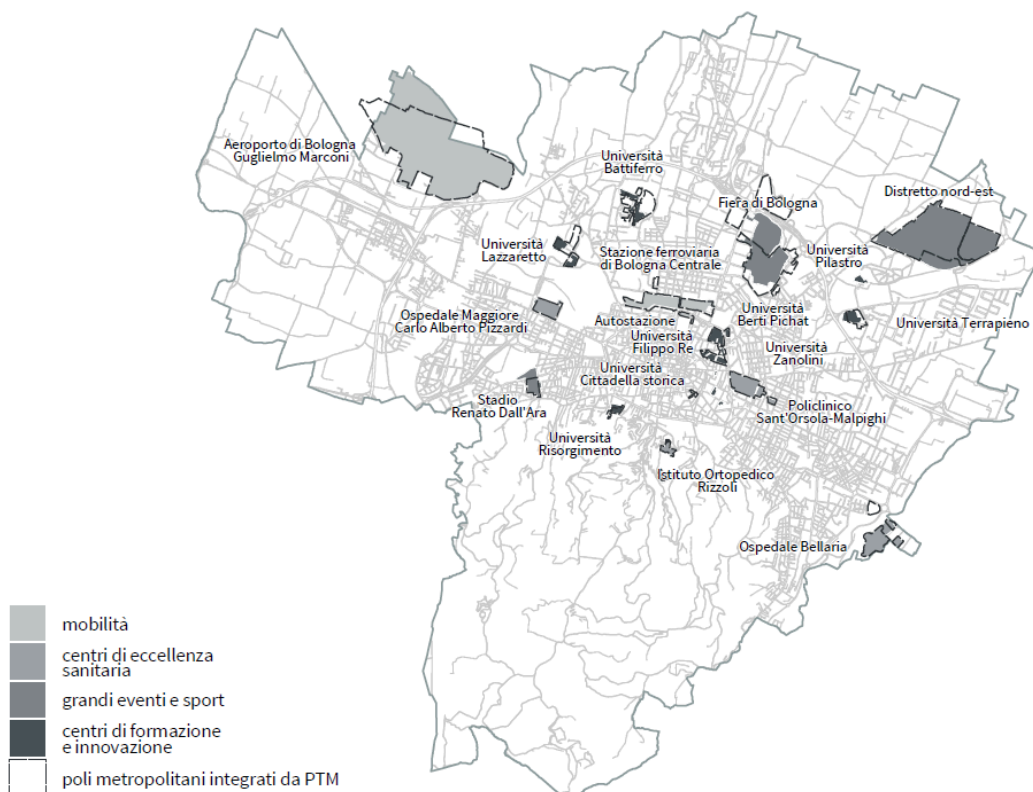 Aeroporto di Bologna
Guglielmo Marconi
Università
Battiferro
Fiera di Bologna
Distretto nord-est
Università
Lazzaretto
Stazione ferroviaria
di Bologna Centrale
Università
Pilastro
Ospedale Maggiore
Carlo Alberto Pizzardi
Autostazione
Università
Berti Pichat
Università Terrapieno
Università
Filippo Re
Università
Zanolini
Università
Cittadella storica
Stadio
Renato Dall'Ara
Policlinico
Sant'Orsola-Malpighi
Università
Risorgimento
Istituto Ortopedico
Rizzoli
Ospedale Bellaria
mobilità
centri di eccellenza
sanitaria
grandi eventi e sport
centri di formazione
e innovazione
poli metropolitani integrati da PTM